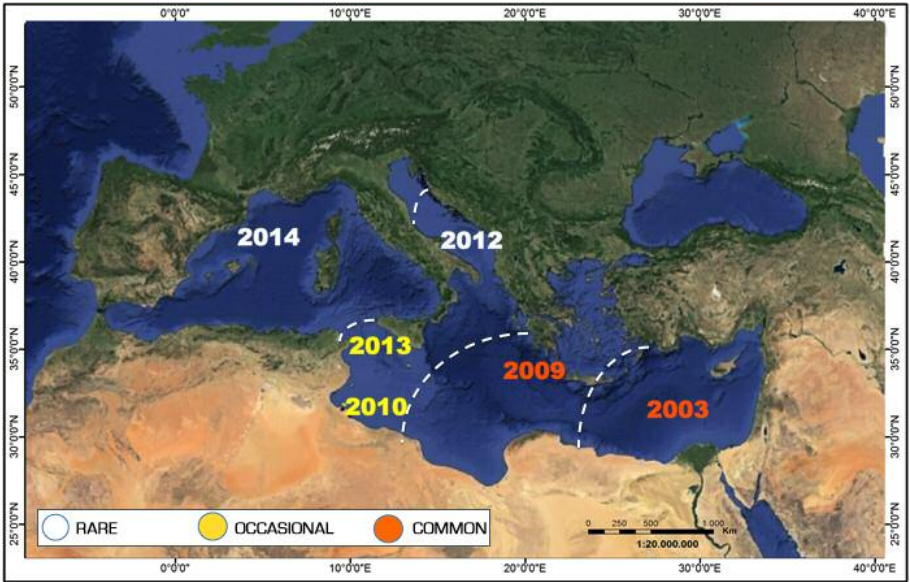 0°0'0" 10°0'0"E 20°0'0"E 30°0'0"E 40°0'0"E
50°0'0"N 50°0'0"N
45°0'0"N 45°0'0"N
2014 2012
40°0'0"N 40°0'0"N
2013
35°0'0"N 35°0'0"N
2009
2010 2003
30°0'0"N 30°0'0"N
RARE OCCASIONAL COMMON
0 250 500 1 000 Km
1:20.000.000
25°0'0"N 25°0'0"N
0°0'0" 10°0'0"E 20°0'0"E 30°0'0"E 40°0'0"E